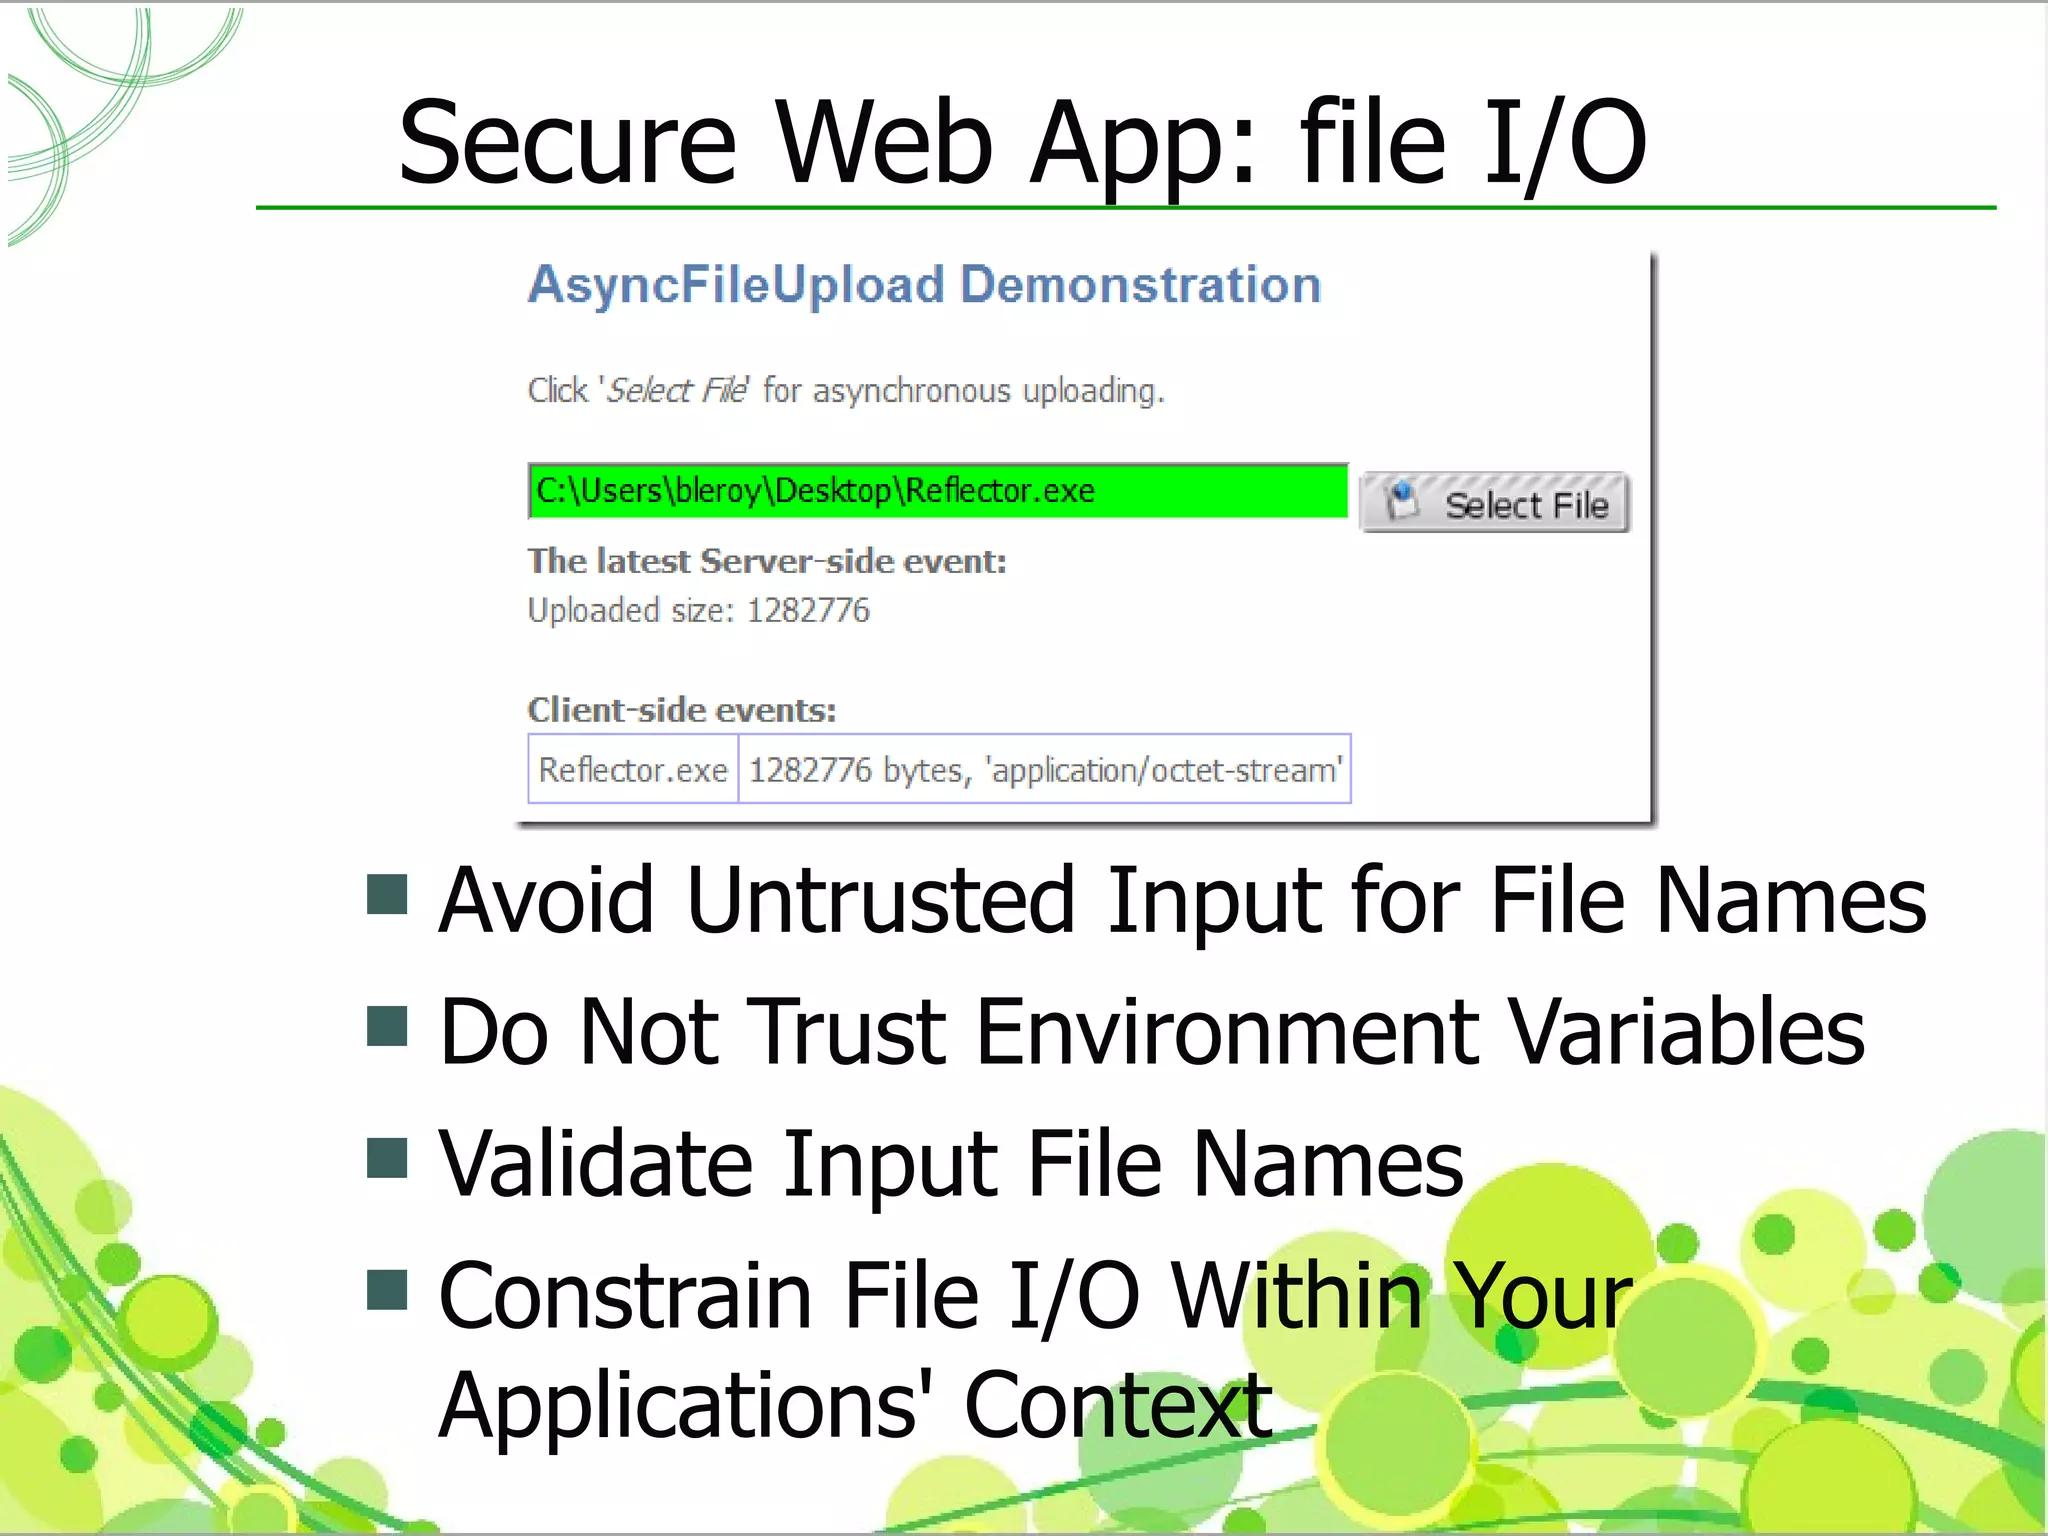 Secure Web App: file I/O
AsyncFileUpload Demonstration
Click 'Select File' for asynchronous uploading.
C:\Users\bleroy\Desktop\Reflector.exe
Select File
The latest Server-side event:
Uploaded size: 1282776
Client-side events:
Reflector.exe 1282776 bytes, 'application/octet-stream'
Avoid Untrusted Input for File Names
Do Not Trust Environment Variables
Validate Input File Names
Constrain File I/O Within Your
Applications' Context